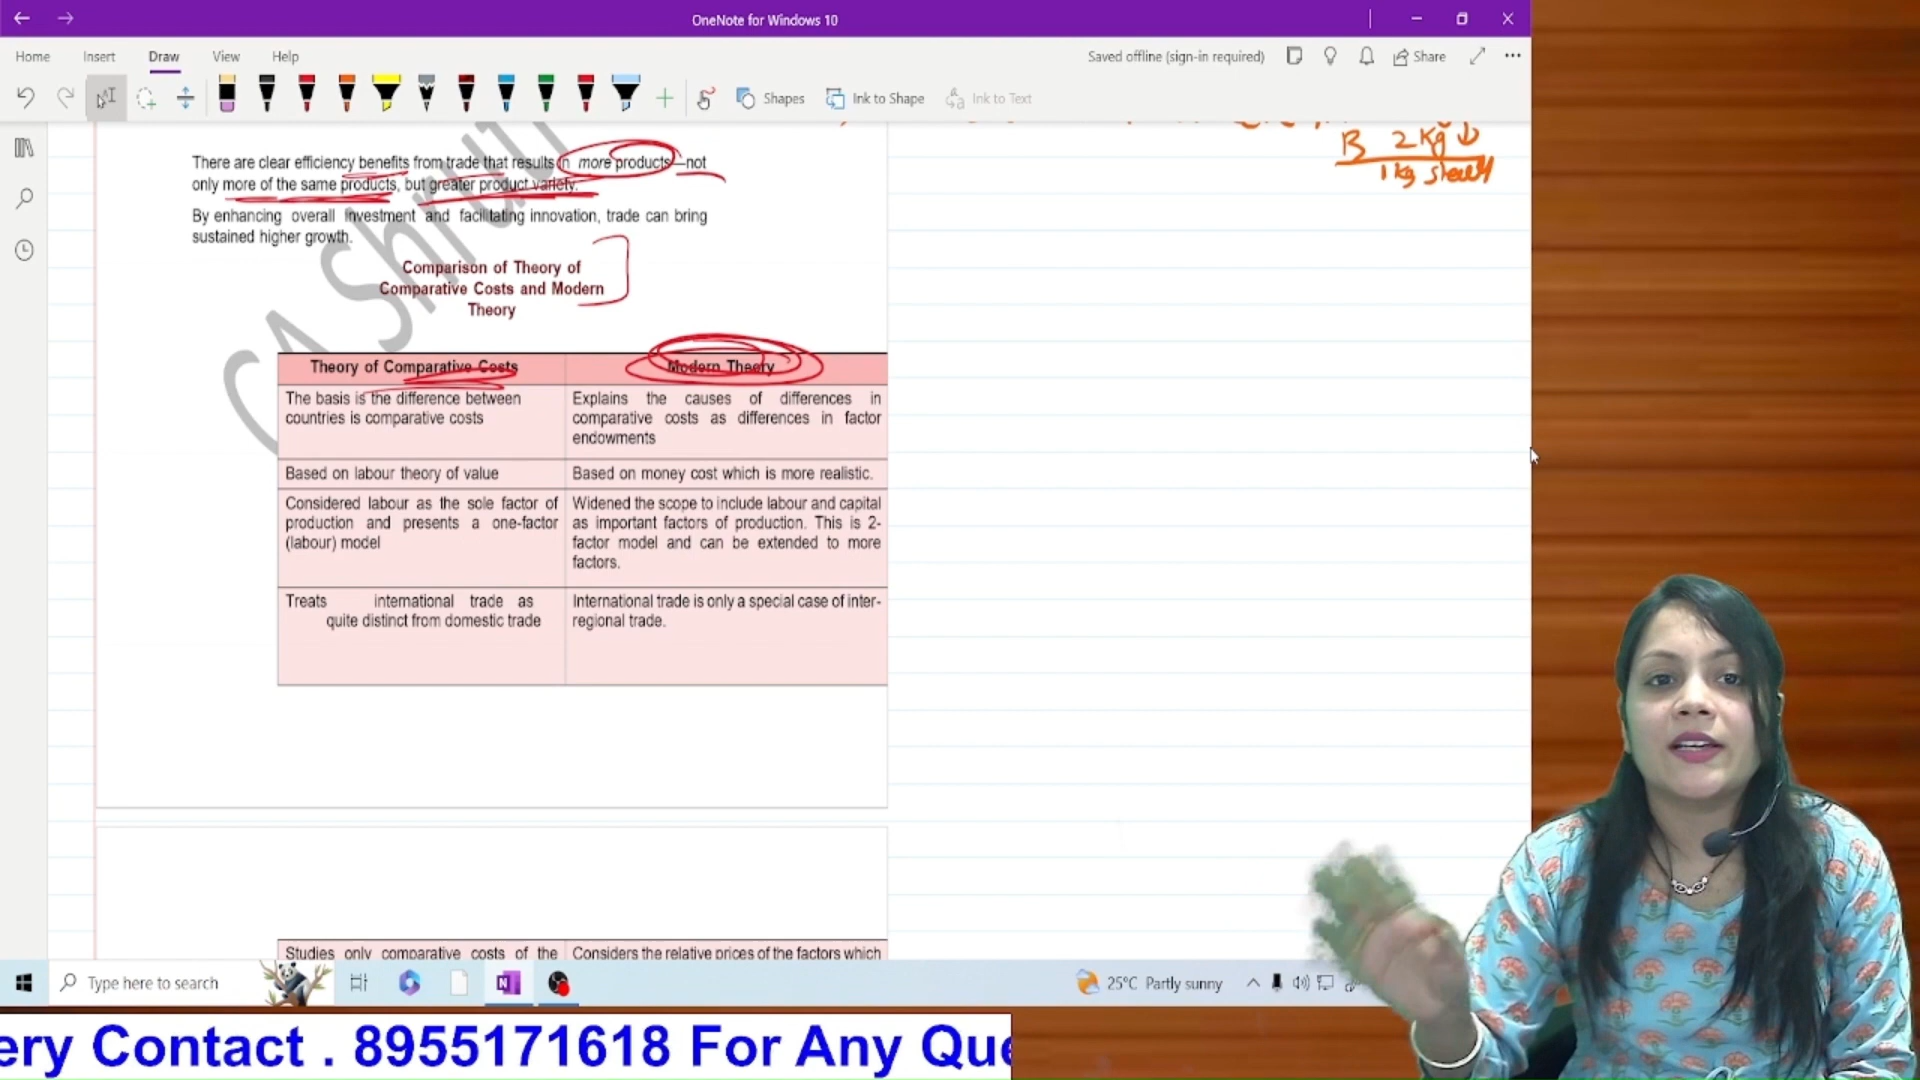 OneNote for Windows 10
Home Insert Draw View Help
Saved offline (sign-in required) Share
Shapes Ink to Shape Ink to Text
B 2 kg
1 kg
There are clear efficiency benefits from trade that results in more products—not
only more of the same products, but greater product variety.
By enhancing overall investment and facilitating innovation, trade can bring
sustained higher growth.
CA Shruti
Comparison of Theory of
Comparative Costs and Modern
Theory
Theory of Comparative Costs
Modern Theory
The basis is the difference between
countries is comparative costs
Explains the causes of differences in
comparative costs as differences in factor
endowments
Based on labour theory of value
Based on money cost which is more realistic.
Considered labour as the sole factor of
production and presents a one-factor
(labour) model
Widened the scope to include labour and capital
as important factors of production. This is 2-
factor model and can be extended to more
factors.
Treats international trade as
quite distinct from domestic trade
International trade is only a special case of inter-
regional trade.
Studies only comparative costs of the
Considers the relative prices of the factors which
Type here to search
25°C Partly sunny
ery Contact . 8955171618 For Any Que